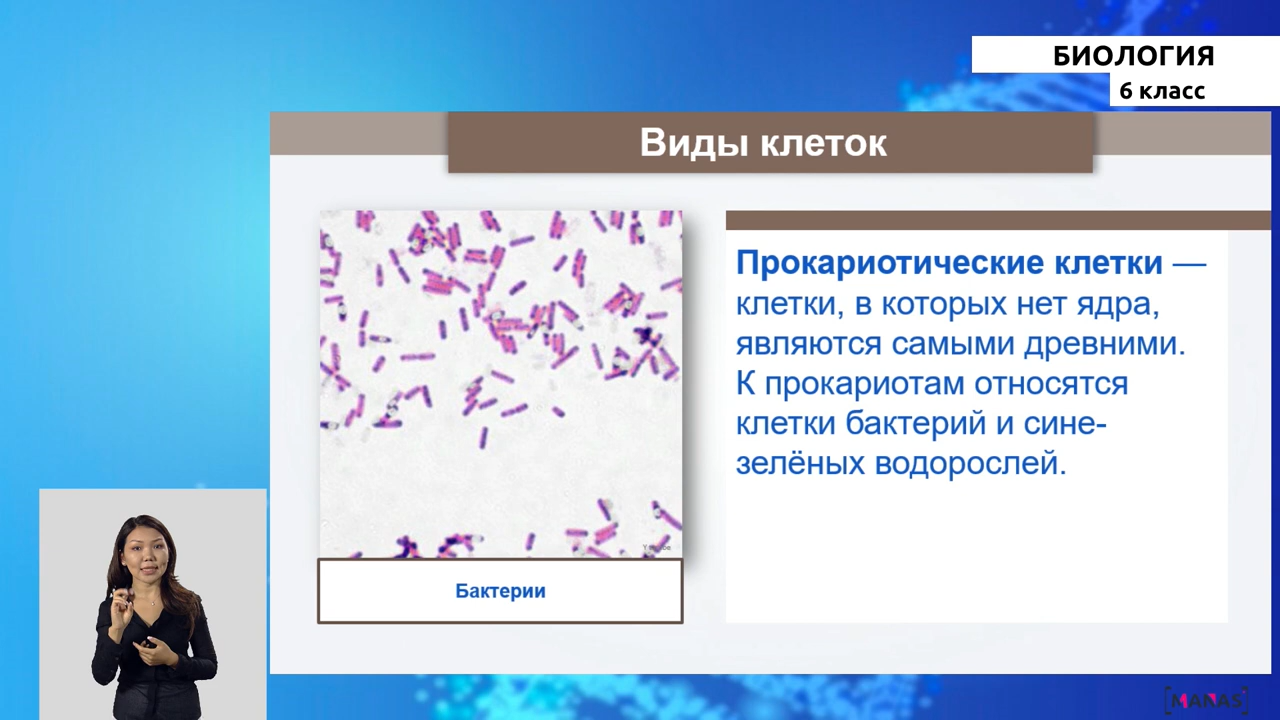 БИОЛОГИЯ
6 класс
Виды клеток
Прокариотические клетки —
клетки, в которых нет ядра,
являются самыми древними.
К прокариотам относятся
клетки бактерий и сине-
зелёных водорослей.
Бактерии
[MANAS]